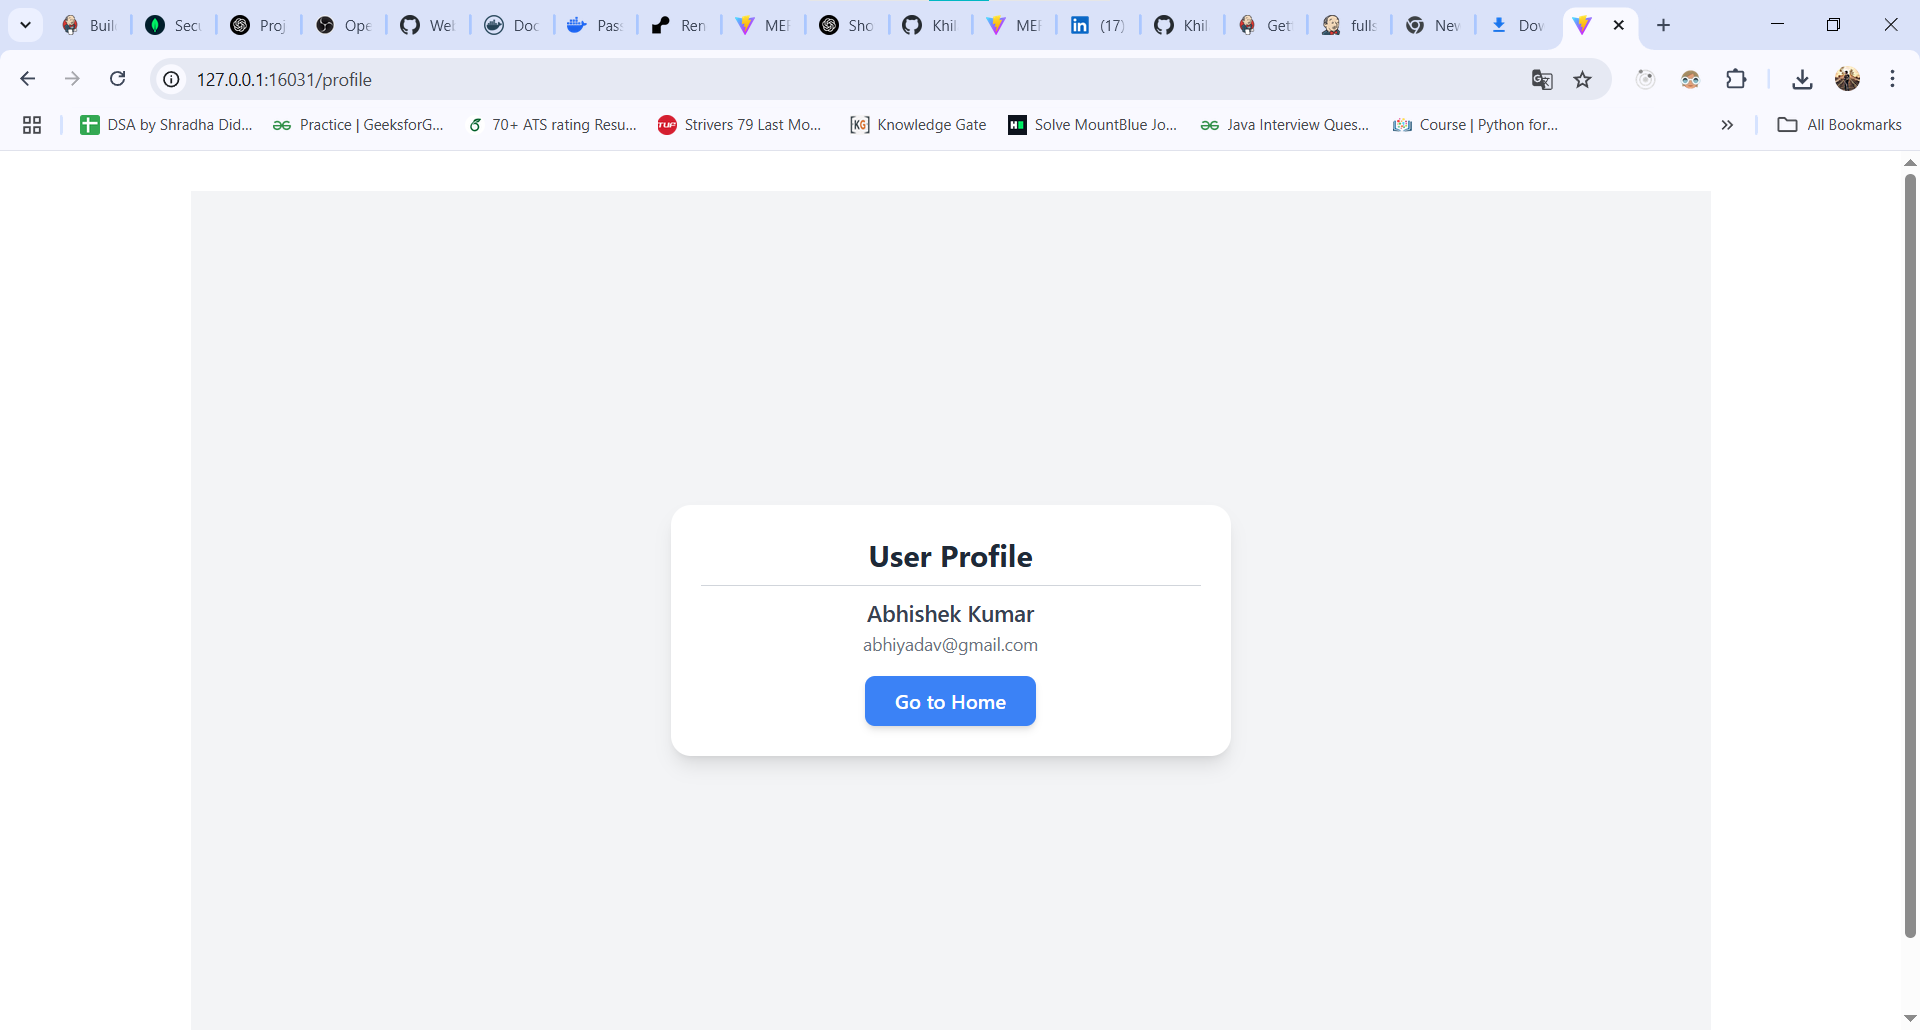 Buil
Secu
Proj
Ope
Wel
Doc
Pas
Ren
MEF
Sho
Khil
MEF
(17)
Khil
Get
fulls
Nev
Dov
127.0.0.1:16031/profile
DSA by Shradha Did...
Practice | GeeksforG...
70+ ATS rating Resu...
TUF
Strivers 79 Last Mo...
[KG]
Knowledge Gate
Solve MountBlue Jo...
Java Interview Ques...
Course | Python for...
All Bookmarks
User Profile
Abhishek Kumar
abhiyadav@gmail.com
Go to Home